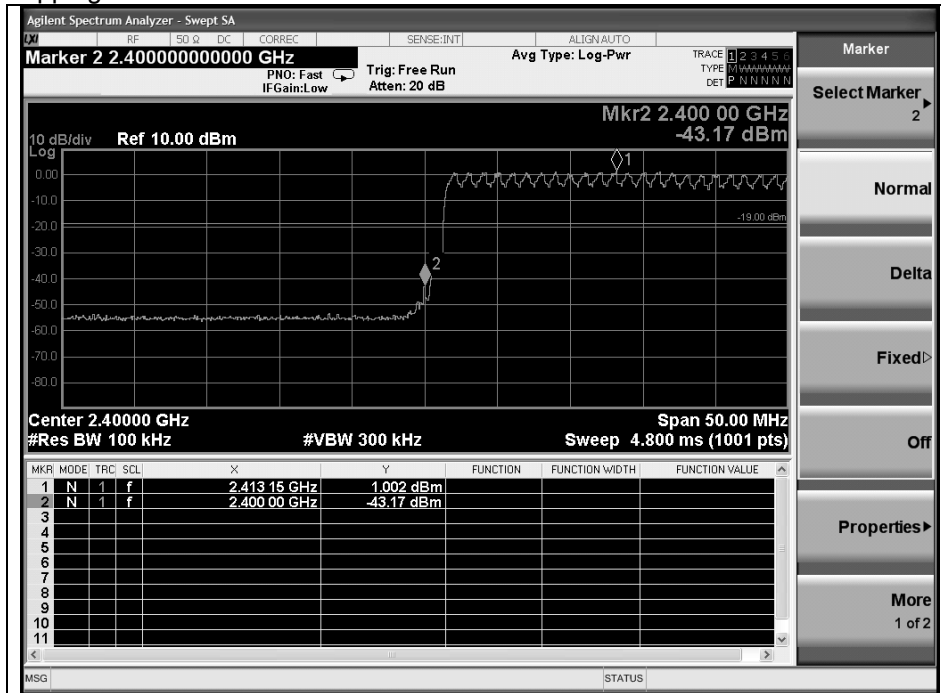 Agilent Spectrum Analyzer - Swept SA
LXI RF 50 Ω DC CORREC SENSE:INT ALIGN AUTO
Marker 2 2.400000000000 GHz
PNO: Fast
IFGain:Low
Trig: Free Run
Atten: 20 dB
Avg Type: Log-Pwr
TRACE 1 2 3 4 5 6
TYPE M
DET P N N N N N
Mkr2 2.400 00 GHz
-43.17 dBm
10 dB/div Ref 10.00 dBm
Log
1
0.00
-10.0
-19.00 dBm
-20.0
-30.0
2
-40.0
-50.0
-60.0
-70.0
-80.0
Center 2.40000 GHz Span 50.00 MHz
#Res BW 100 kHz #VBW 300 kHz Sweep 4.800 ms (1001 pts)
MKR MODE TRC SCL X Y FUNCTION FUNCTION WIDTH FUNCTION VALUE
1 N 1 f 2.413 15 GHz 1.002 dBm
2 N 1 f 2.400 00 GHz -43.17 dBm
3
4
5
6
7
8
9
10
11
MSG STATUS
Marker
Select Marker
2
Normal
Delta
Fixed
Off
Properties
More
1 of 2